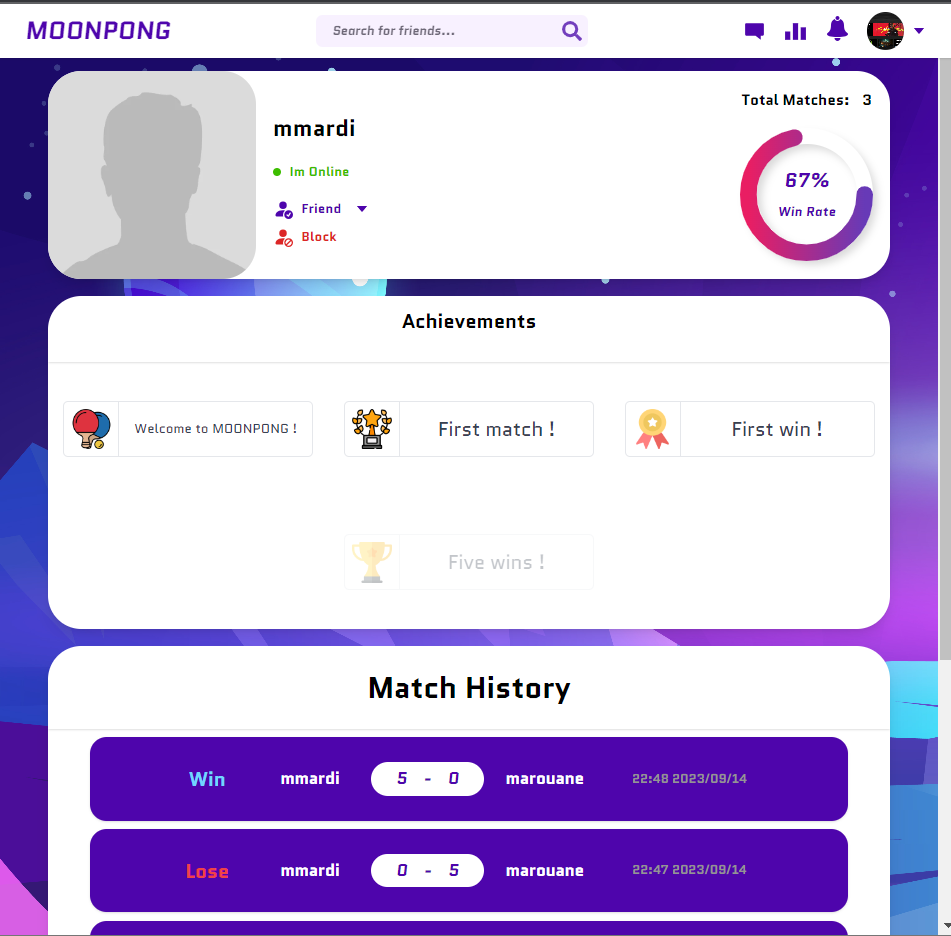 MOONPONG
Search for friends...
Total Matches: 3
mmardi
67%
Win Rate
Im Online
Friend
Block
Achievements
Welcome to MOONPONG !
First match !
First win !
Five wins !
Match History
Win mmardi 5 - 0 marouane 22:48 2023/09/14
Lose mmardi 0 - 5 marouane 22:47 2023/09/14